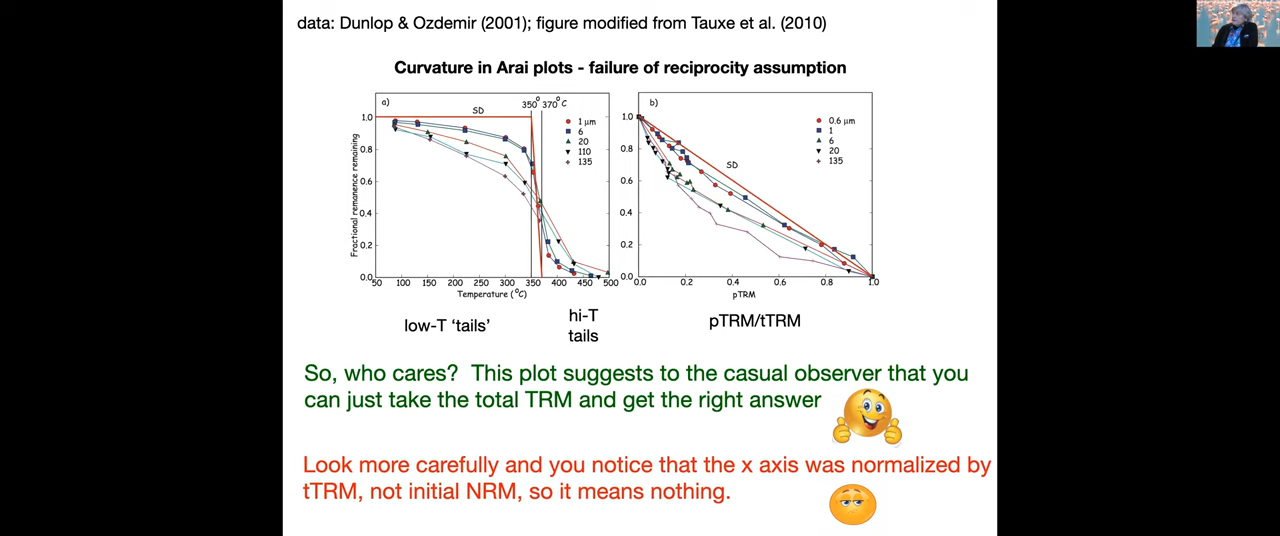 data: Dunlop & Ozdemir (2001); figure modified from Tauxe et al. (2010)
Curvature in Arai plots - failure of reciprocity assumption
a)
SD
350° 370°C
1 μm
6
20
110
135
Fractional remanence remaining
1.0
0.8
0.6
0.4
0.2
0.0
50 100 150 200 250 300 350 400 450 500
Temperature (°C)
b)
SD
0.6 μm
1
6
20
135
1.0
0.8
0.6
0.4
0.2
0.0
0.0 0.2 0.4 0.6 0.8 1.0
pTRM
low-T ‘tails’
hi-T
tails
pTRM/tTRM
So, who cares? This plot suggests to the casual observer that you
can just take the total TRM and get the right answer
Look more carefully and you notice that the x axis was normalized by
tTRM, not initial NRM, so it means nothing.